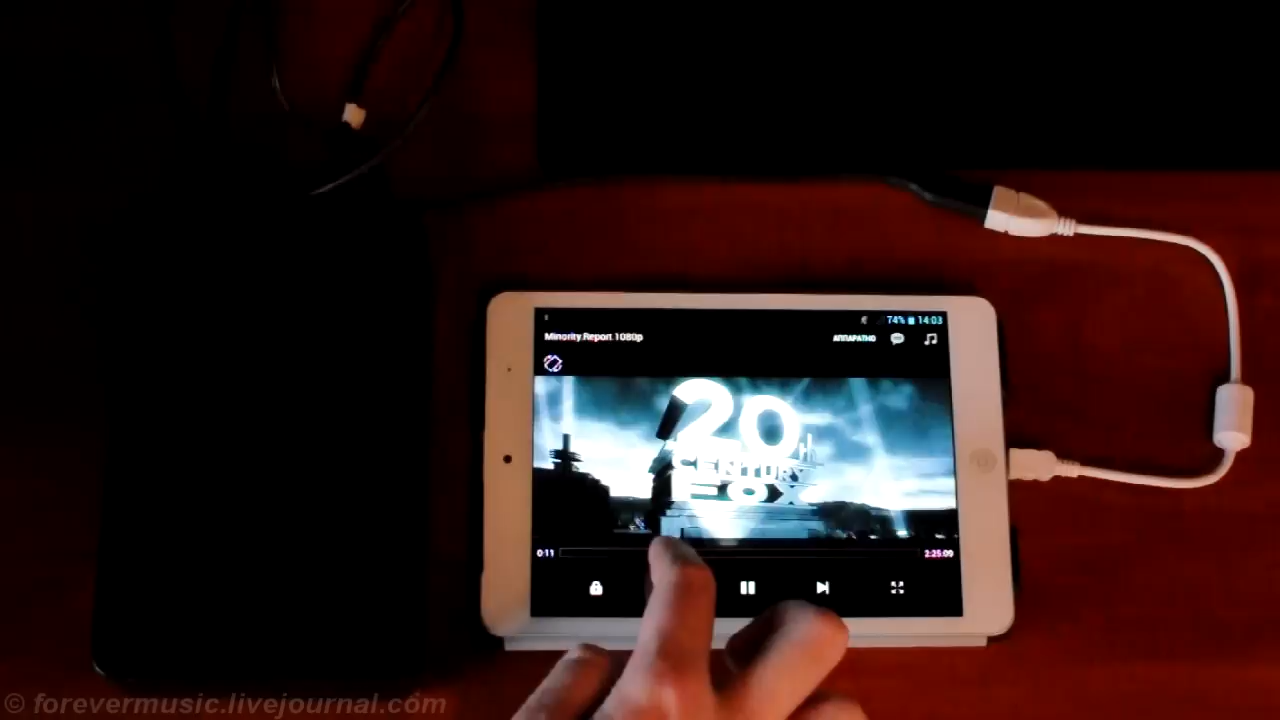 74% 14:03
Minority Report 1080p
АППАРАТНО
20th
CENTURY
FOX
0:11
2:25:09
© forevermusic.livejournal.com